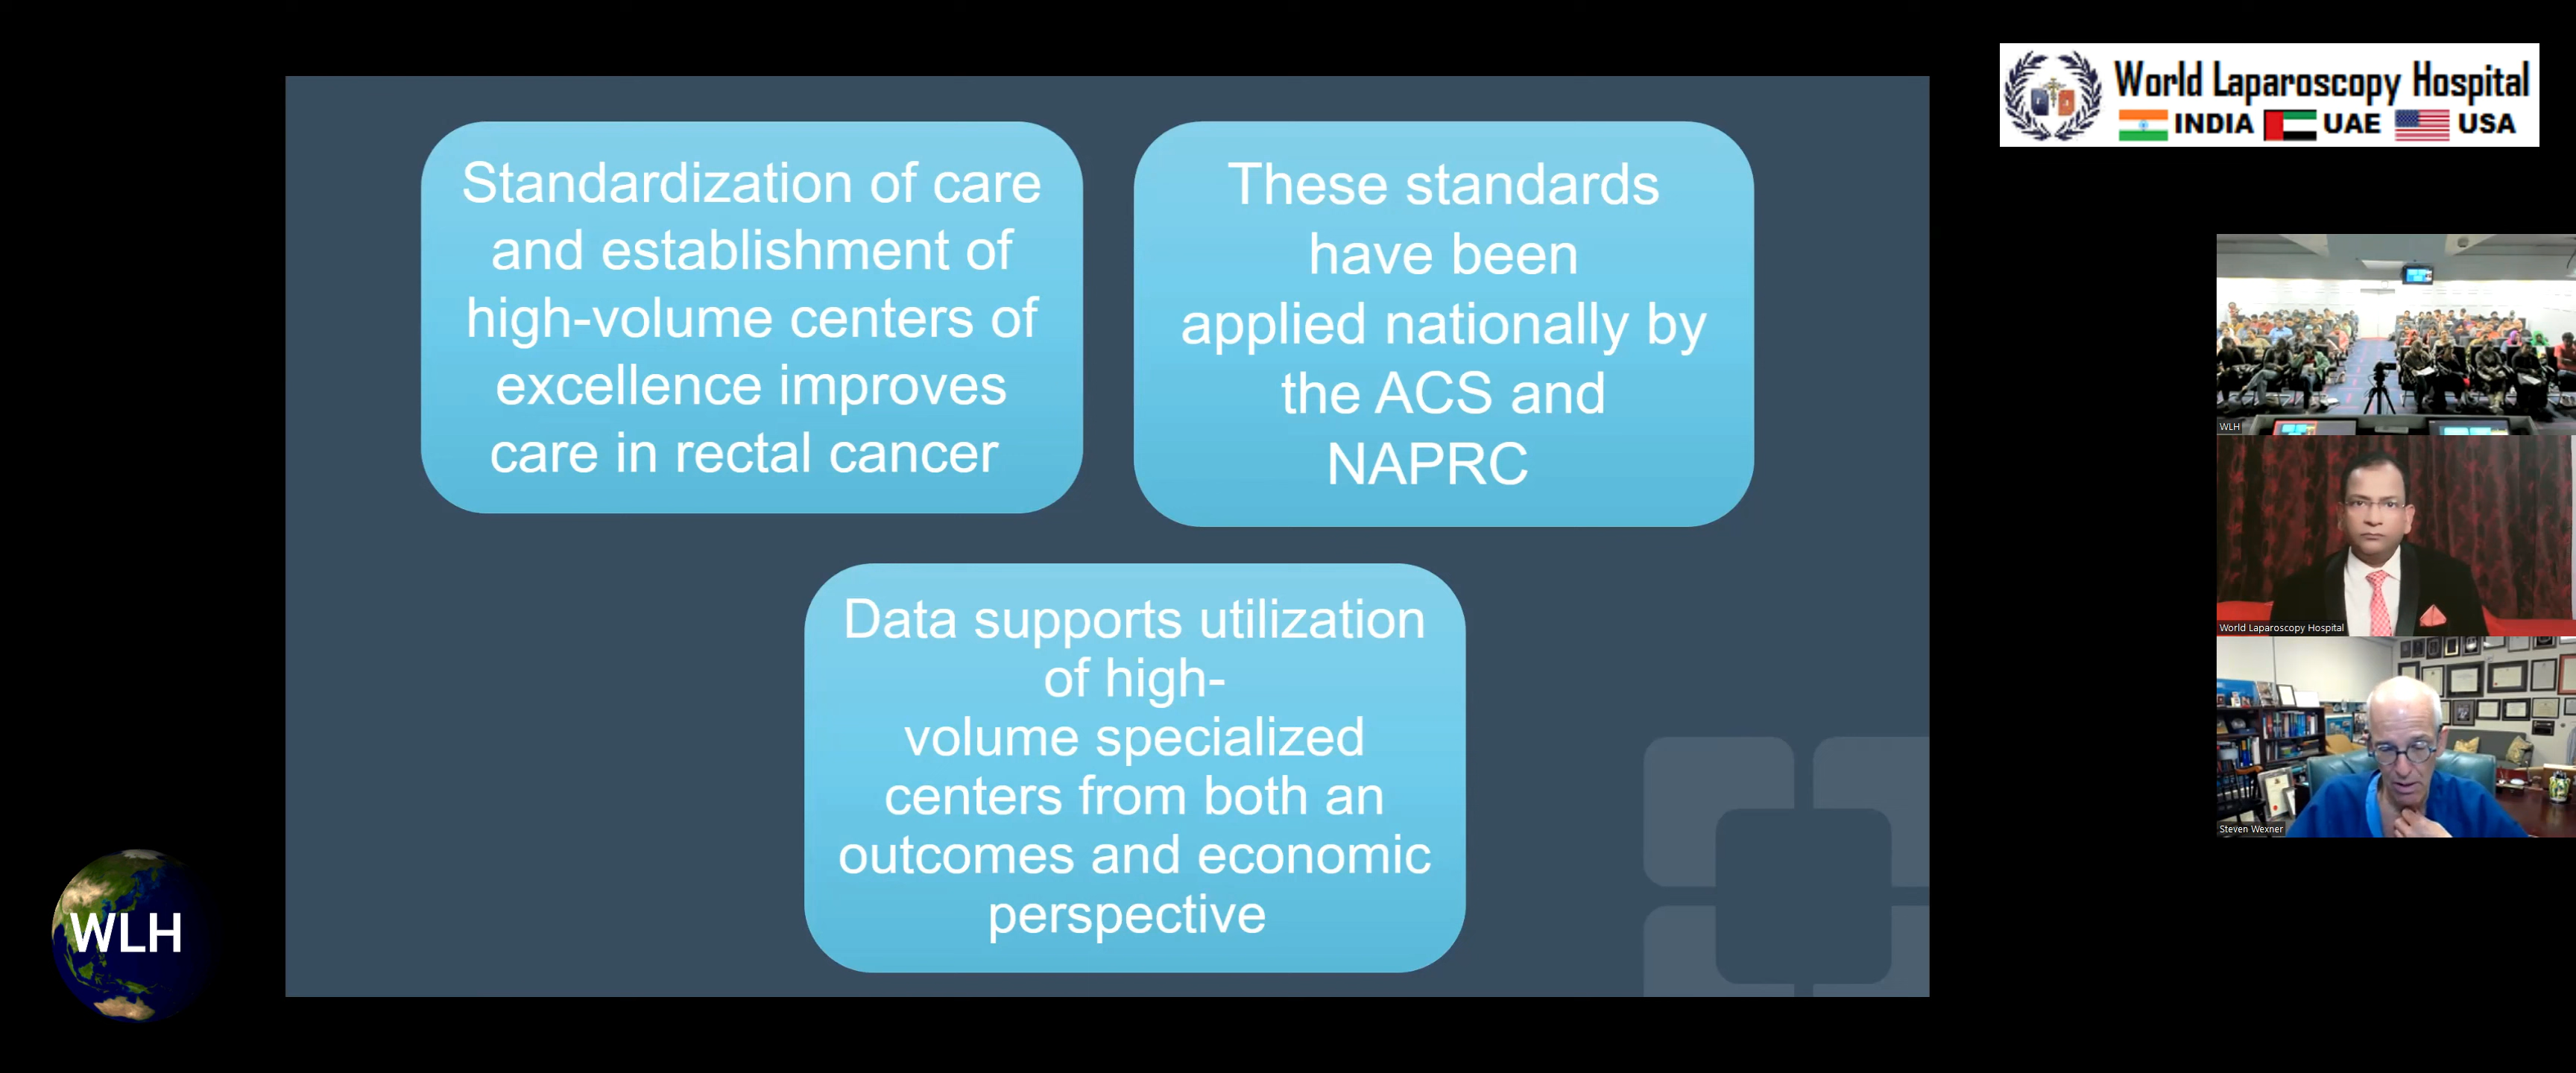 Standardization of care
and establishment of
high-volume centers of
excellence improves
care in rectal cancer
These standards
have been
applied nationally by
the ACS and
NAPRC
Data supports utilization
of high-
volume specialized
centers from both an
outcomes and economic
perspective
World Laparoscopy Hospital
INDIA UAE USA
WLH
World Laparoscopy Hospital
Steven Wexner
WLH